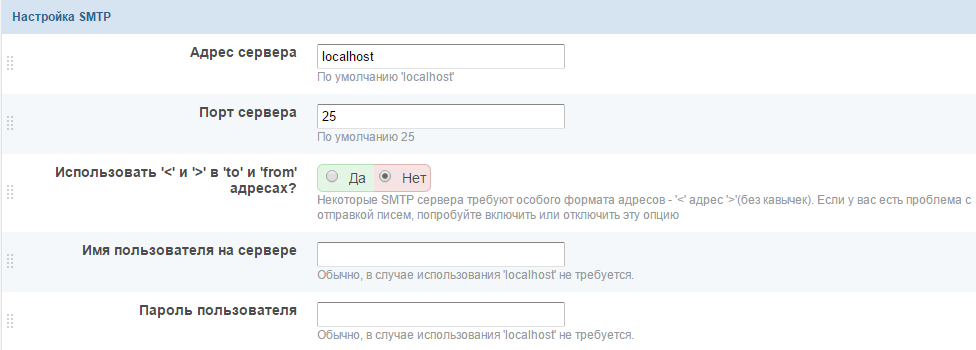 Настройка SMTP
Адрес сервера
localhost
По умолчанию 'localhost'
Порт сервера
25
По умолчанию 25
Использовать '<' и '>' в 'to' и 'from'
адресах?
Да Нет
Некоторые SMTP сервера требуют особого формата адресов - '<' адрес '>'(без кавычек). Если у вас есть проблема с
отправкой писем, попробуйте включить или отключить эту опцию
Имя пользователя на сервере
Обычно, в случае использования 'localhost' не требуется.
Пароль пользователя
Обычно, в случае использования 'localhost' не требуется.